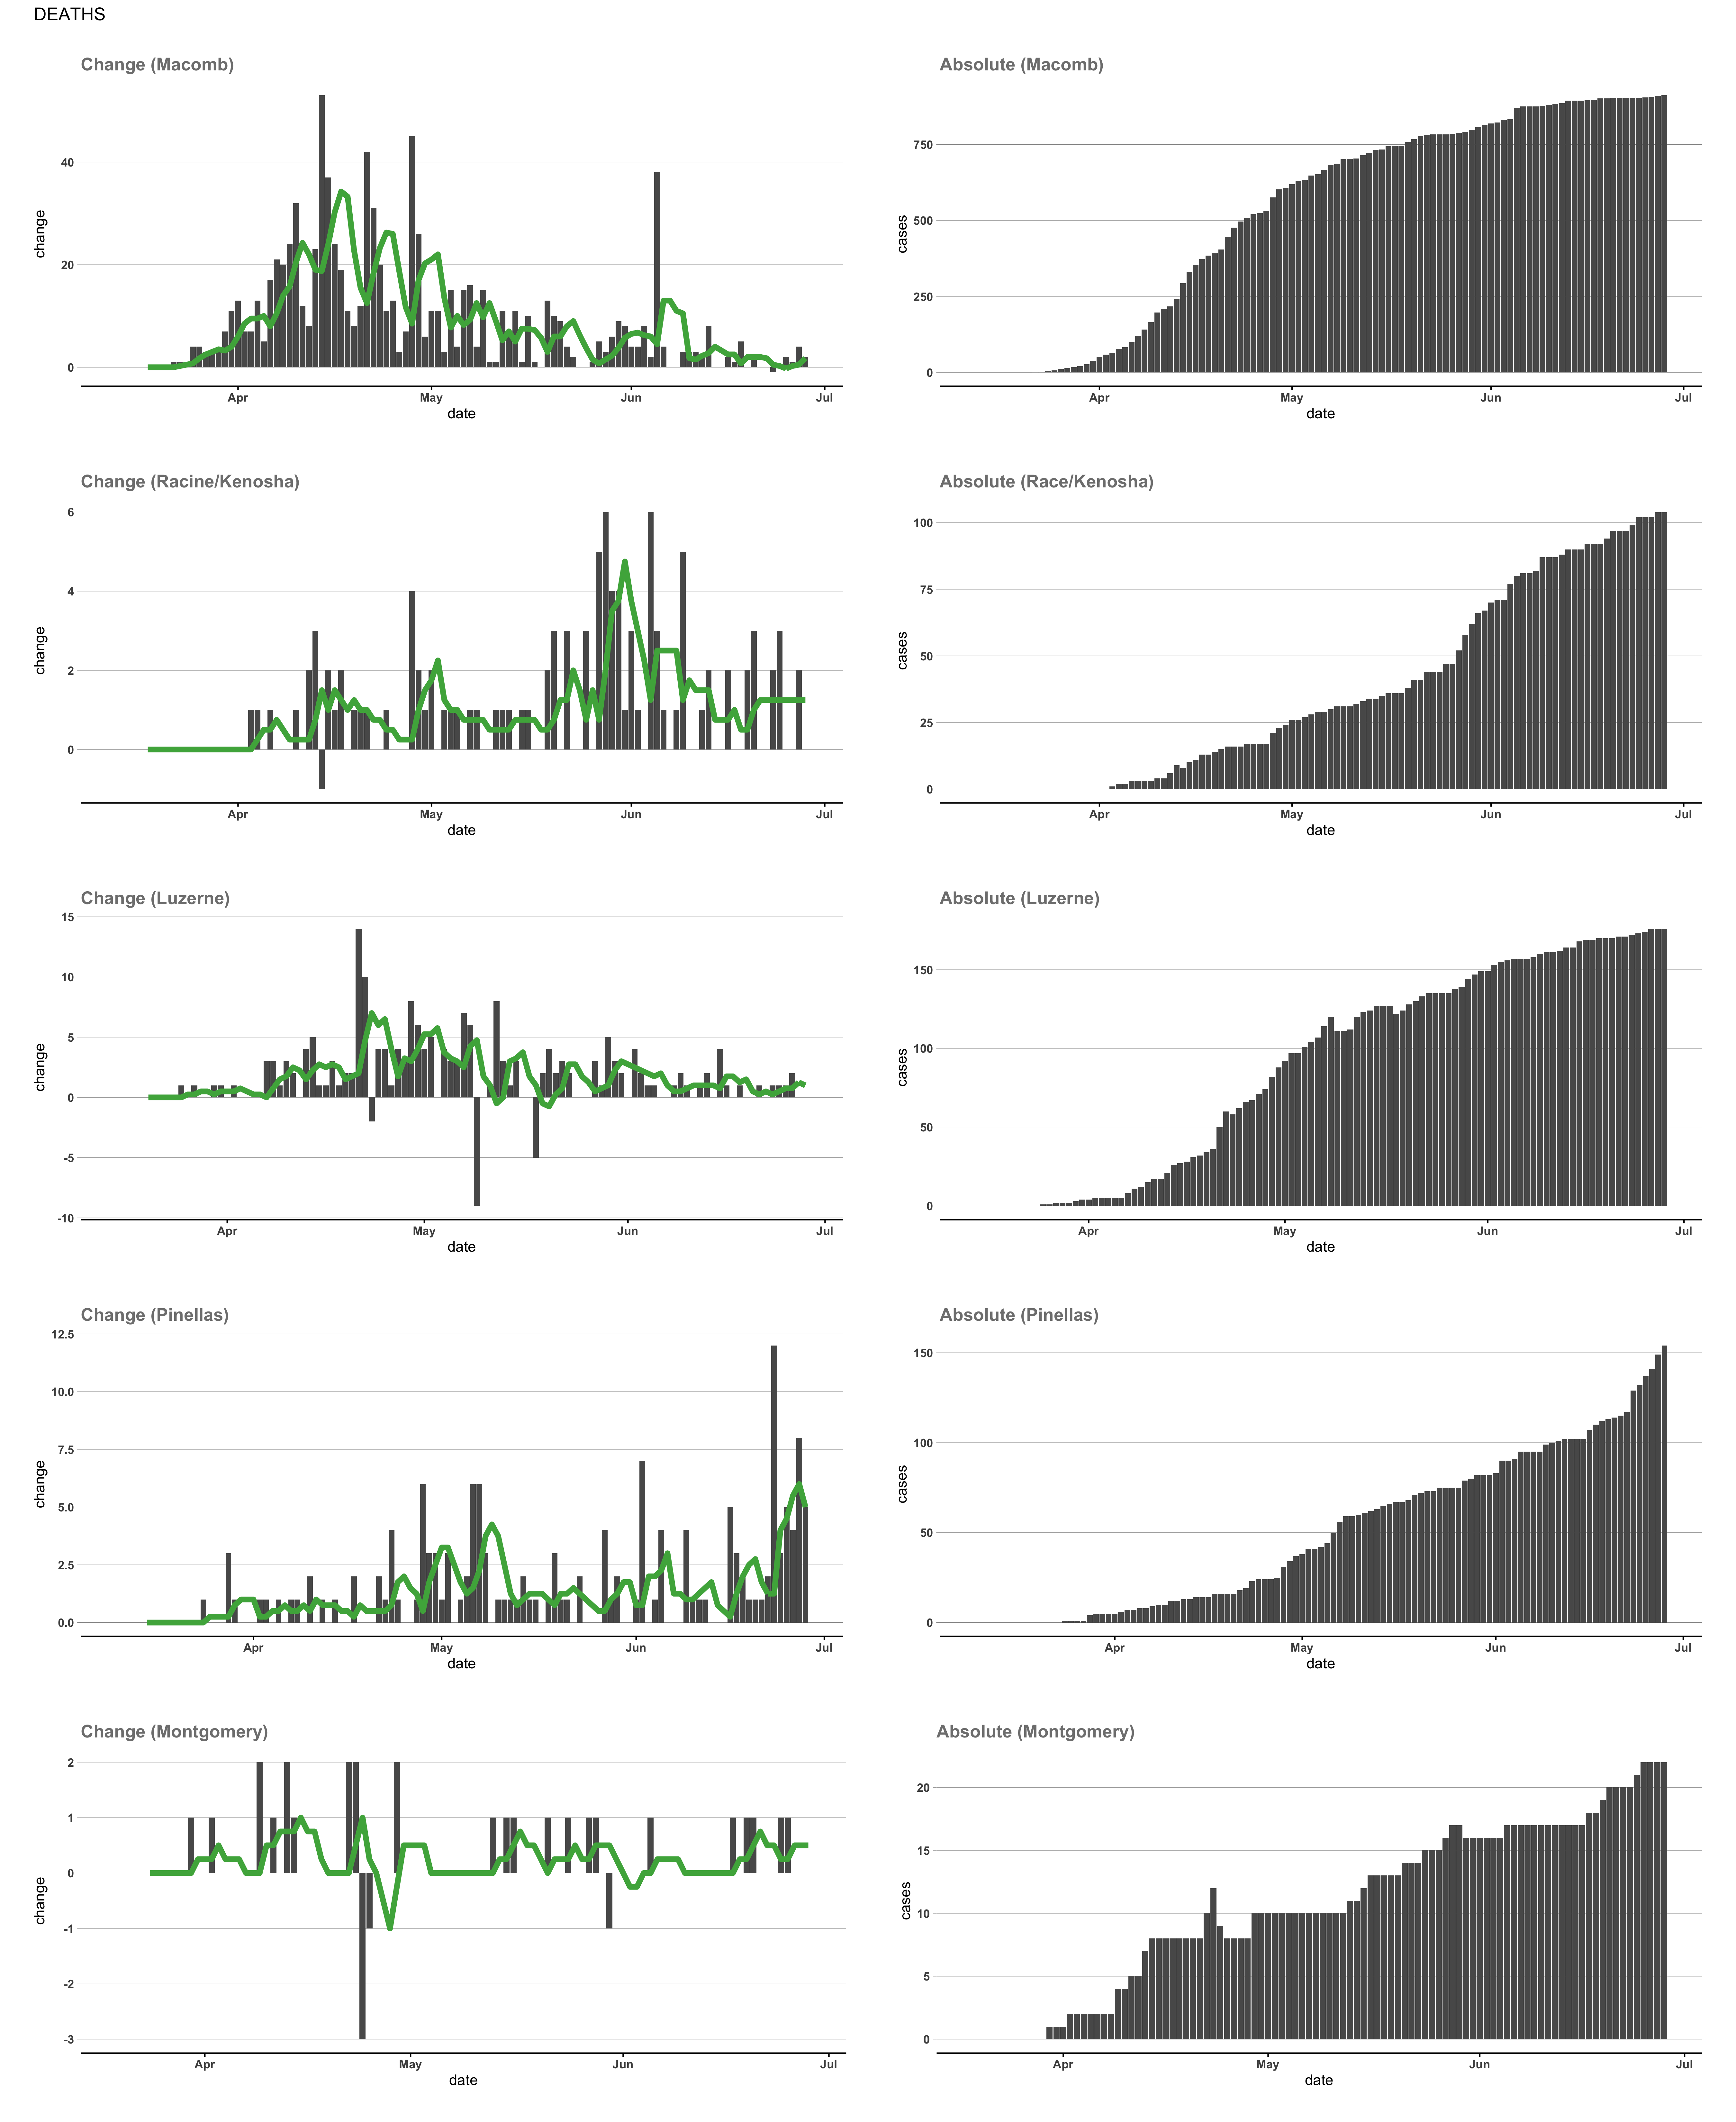 DEATHS
Change (Macomb)
change
40
20
0
Apr May Jun Jul
date
Absolute (Macomb)
cases
750
500
250
0
Apr May Jun Jul
date
Change (Racine/Kenosha)
change
6
4
2
0
Apr May Jun Jul
date
Absolute (Race/Kenosha)
cases
100
75
50
25
0
Apr May Jun Jul
date
Change (Luzerne)
change
15
10
5
0
-5
-10
Apr May Jun Jul
date
Absolute (Luzerne)
cases
150
100
50
0
Apr May Jun Jul
date
Change (Pinellas)
change
12.5
10.0
7.5
5.0
2.5
0.0
Apr May Jun Jul
date
Absolute (Pinellas)
cases
150
100
50
0
Apr May Jun Jul
date
Change (Montgomery)
change
2
1
0
-1
-2
-3
Apr May Jun Jul
date
Absolute (Montgomery)
cases
20
15
10
5
0
Apr May Jun Jul
date